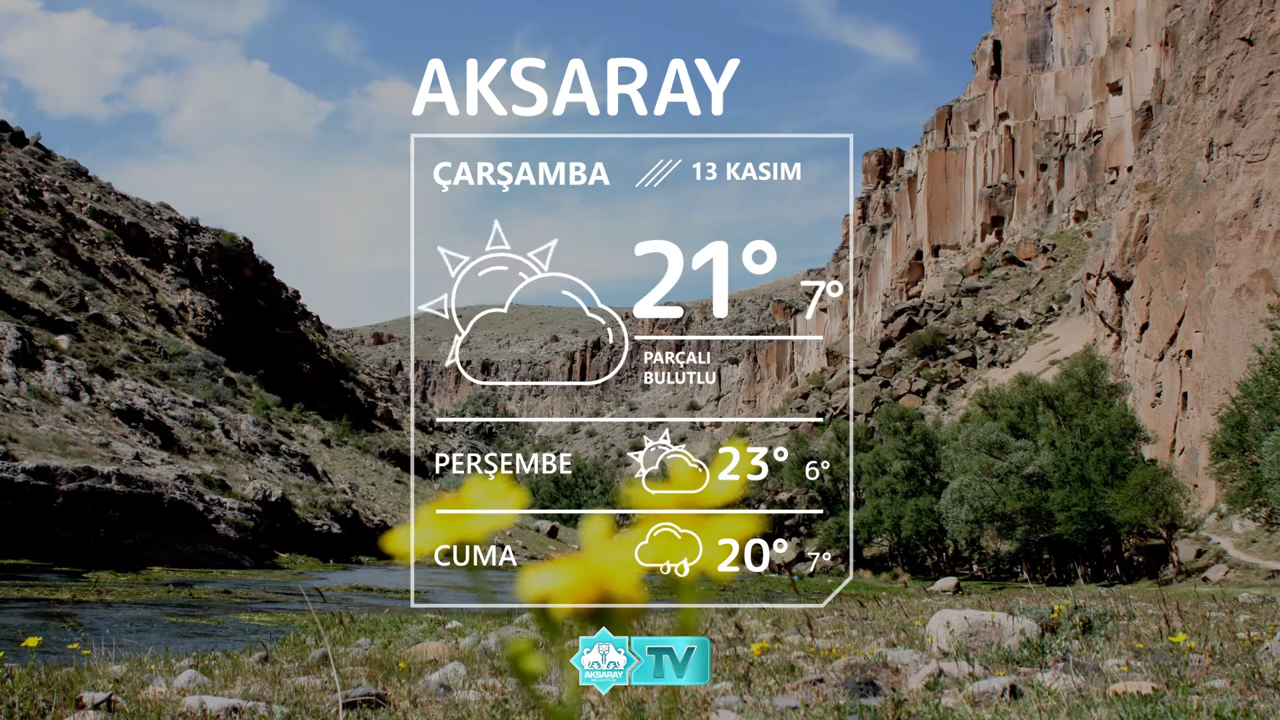 AKSARAY
ÇARŞAMBA 13 KASIM
21° 7°
PARÇALI
BULUTLU
PERŞEMBE 23° 6°
CUMA 20° 7°
AKSARAY
TV